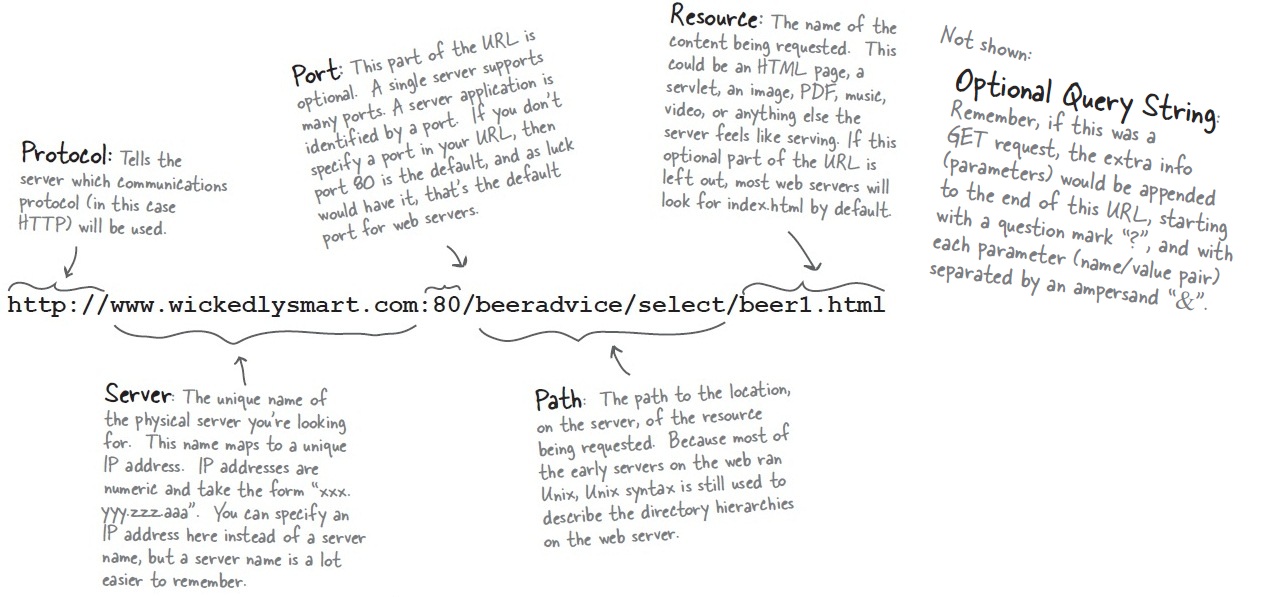 Protocol: Tells the
server which communications
protocol (in this case
HTTP) will be used.
Port: This part of the URL is
optional. A single server supports
many ports. A server application is
identified by a port. If you don't
specify a port in your URL, then
port 80 is the default, and as luck
would have it, that's the default
port for web servers.
Resource: The name of the
content being requested. This
could be an HTML page, a
servlet, an image, PDF, music,
video, or anything else the
server feels like serving. If this
optional part of the URL is
left out, most web servers will
look for index.html by default.
Not shown:
Optional Query String:
Remember, if this was a
GET request, the extra info
(parameters) would be appended
to the end of this URL, starting
with a question mark "?", and with
each parameter (name/value pair)
separated by an ampersand "&".
http://www.wickedlysmart.com:80/beeradvice/select/beer1.html
Server: The unique name of
the physical server you're looking
for. This name maps to a unique
IP address. IP addresses are
numeric and take the form "xxx.
yyy.zzz.aaa". You can specify an
IP address here instead of a server
name, but a server name is a lot
easier to remember.
Path: The path to the location,
on the server, of the resource
being requested. Because most of
the early servers on the web ran
Unix, Unix syntax is still used to
describe the directory hierarchies
on the web server.